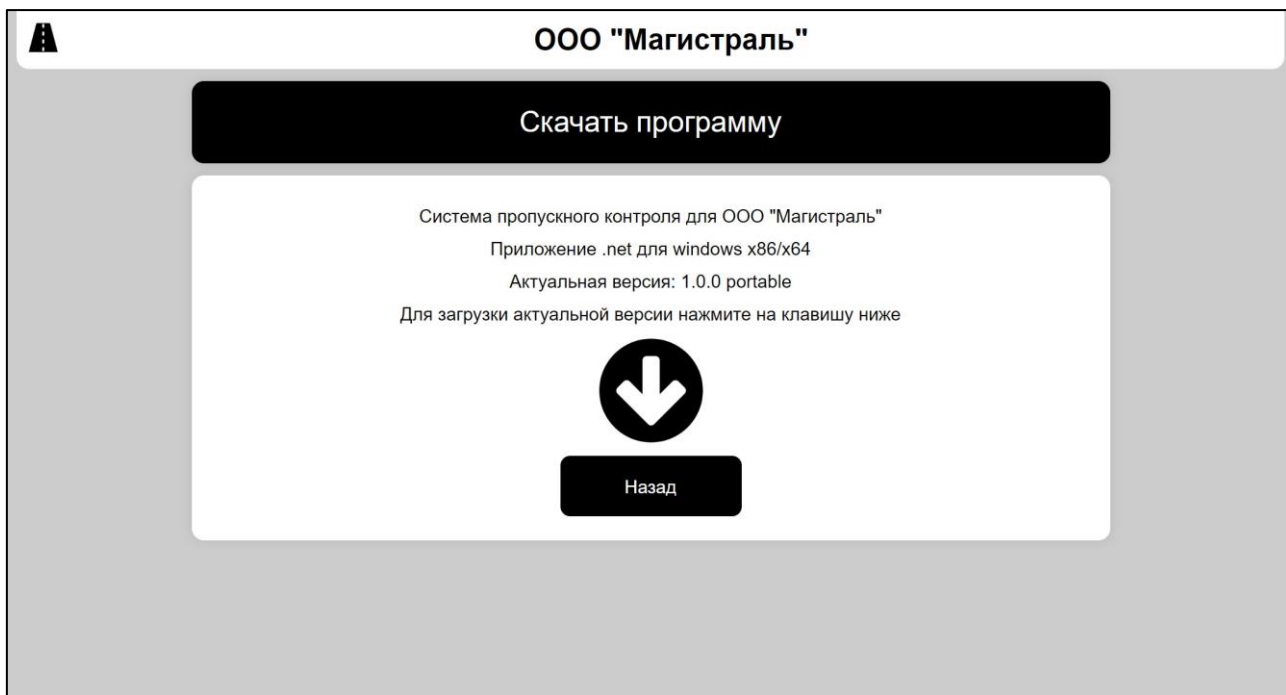 ООО "Магистраль"
Скачать программу
Система пропускного контроля для ООО "Магистраль"
Приложение .net для windows x86/x64
Актуальная версия: 1.0.0 portable
Для загрузки актуальной версии нажмите на клавишу ниже
Назад